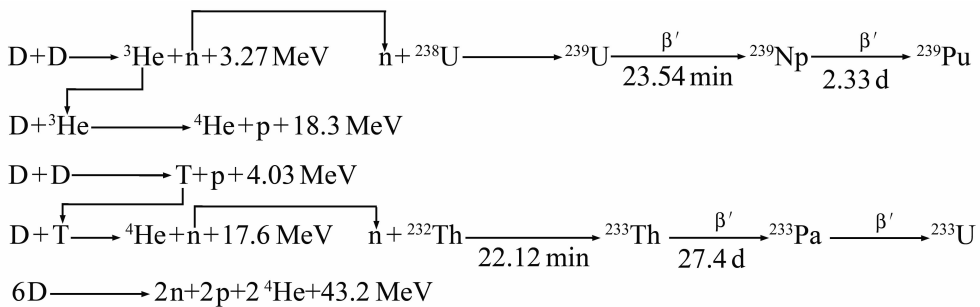 D+D⟶³He+n+3.27 MeV n+²³⁸U⟶²³⁹U β′ 23.54 min ²³⁹Np β′ 2.33 d ²³⁹Pu
D+³He⟶⁴He+p+18.3 MeV
D+D⟶T+p+4.03 MeV
D+T⟶⁴He+n+17.6 MeV n+²³²Th 22.12 min ²³³Th β′ 27.4 d ²³³Pa β′ ²³³U
6D⟶2n+2p+2 ⁴He+43.2 MeV